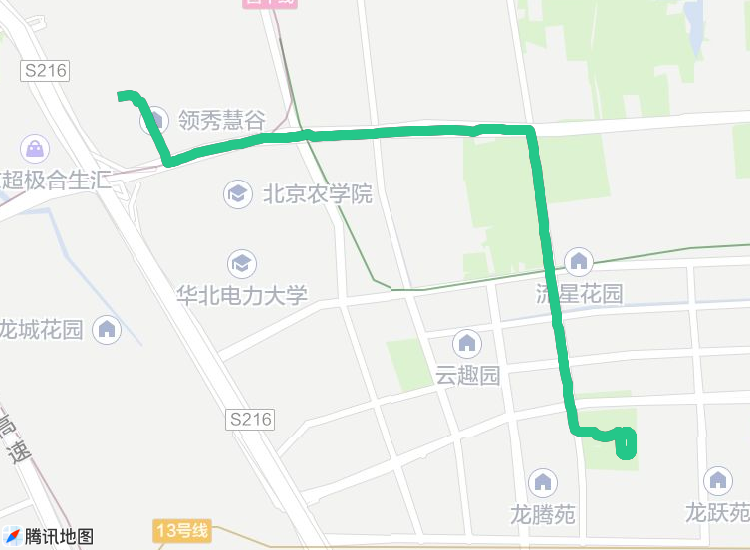 S216
领秀慧谷
超极合生汇
北京农学院
华北电力大学
流星花园
龙城花园
云趣园
S216
高速
龙腾苑
龙跃苑
13号线
腾讯地图